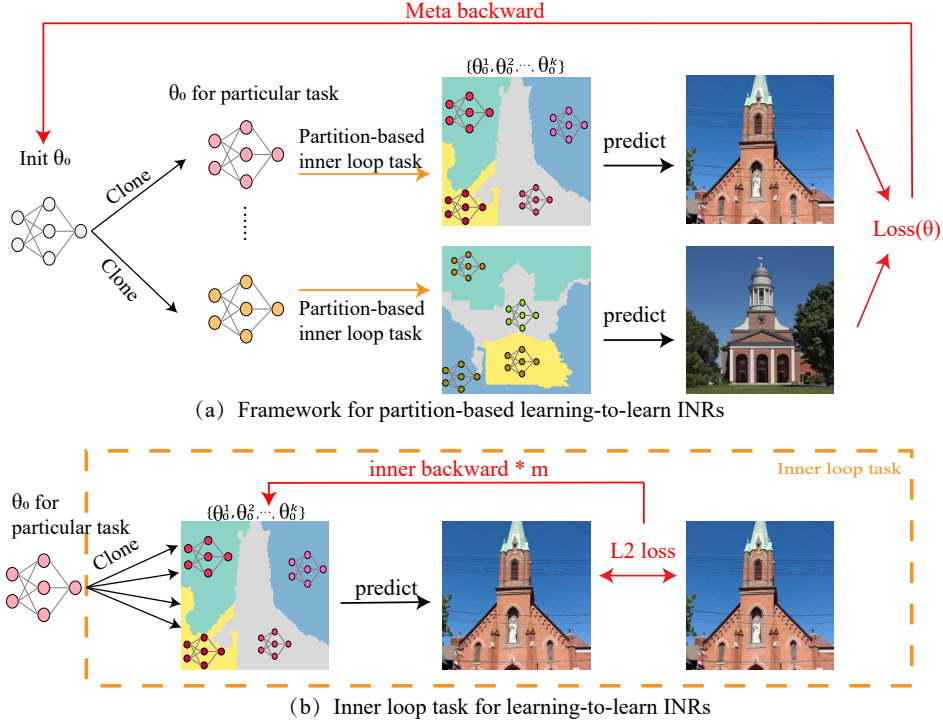 Meta backward
{θ₀¹,θ₀²,···,θ₀ᵏ}
θ₀ for particular task
Partition-based
inner loop task
predict
Init θ₀
Clone
......
Loss(θ)
Clone
Partition-based
inner loop task
predict
(a) Framework for partition-based learning-to-learn INRs
inner backward * m
Inner loop task
θ₀ for
particular task
{θ₀¹,θ₀²,···,θ₀ᵏ}
Clone
L2 loss
predict
(b) Inner loop task for learning-to-learn INRs